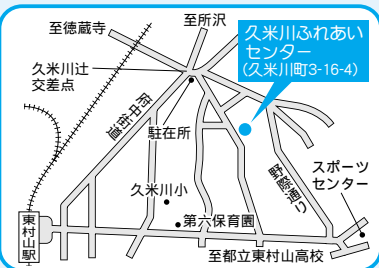 至徳蔵寺
至所沢
久米川ふれあい
センター
(久米川町3-16-4)
久米川辻
交差点
府中街道
駐在所
野際通り
スポーツ
センター
久米川小
第六保育園
東村山駅
至都立東村山高校